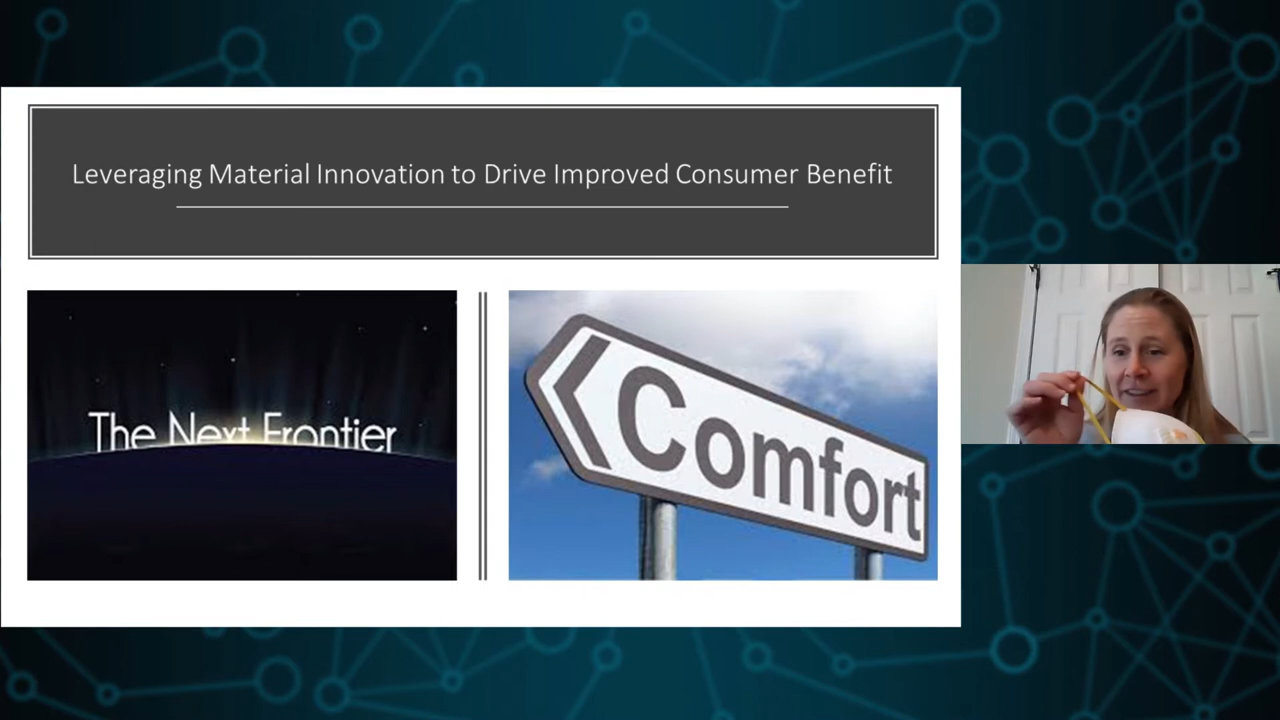 Leveraging Material Innovation to Drive Improved Consumer Benefit
The Next Frontier
Comfort